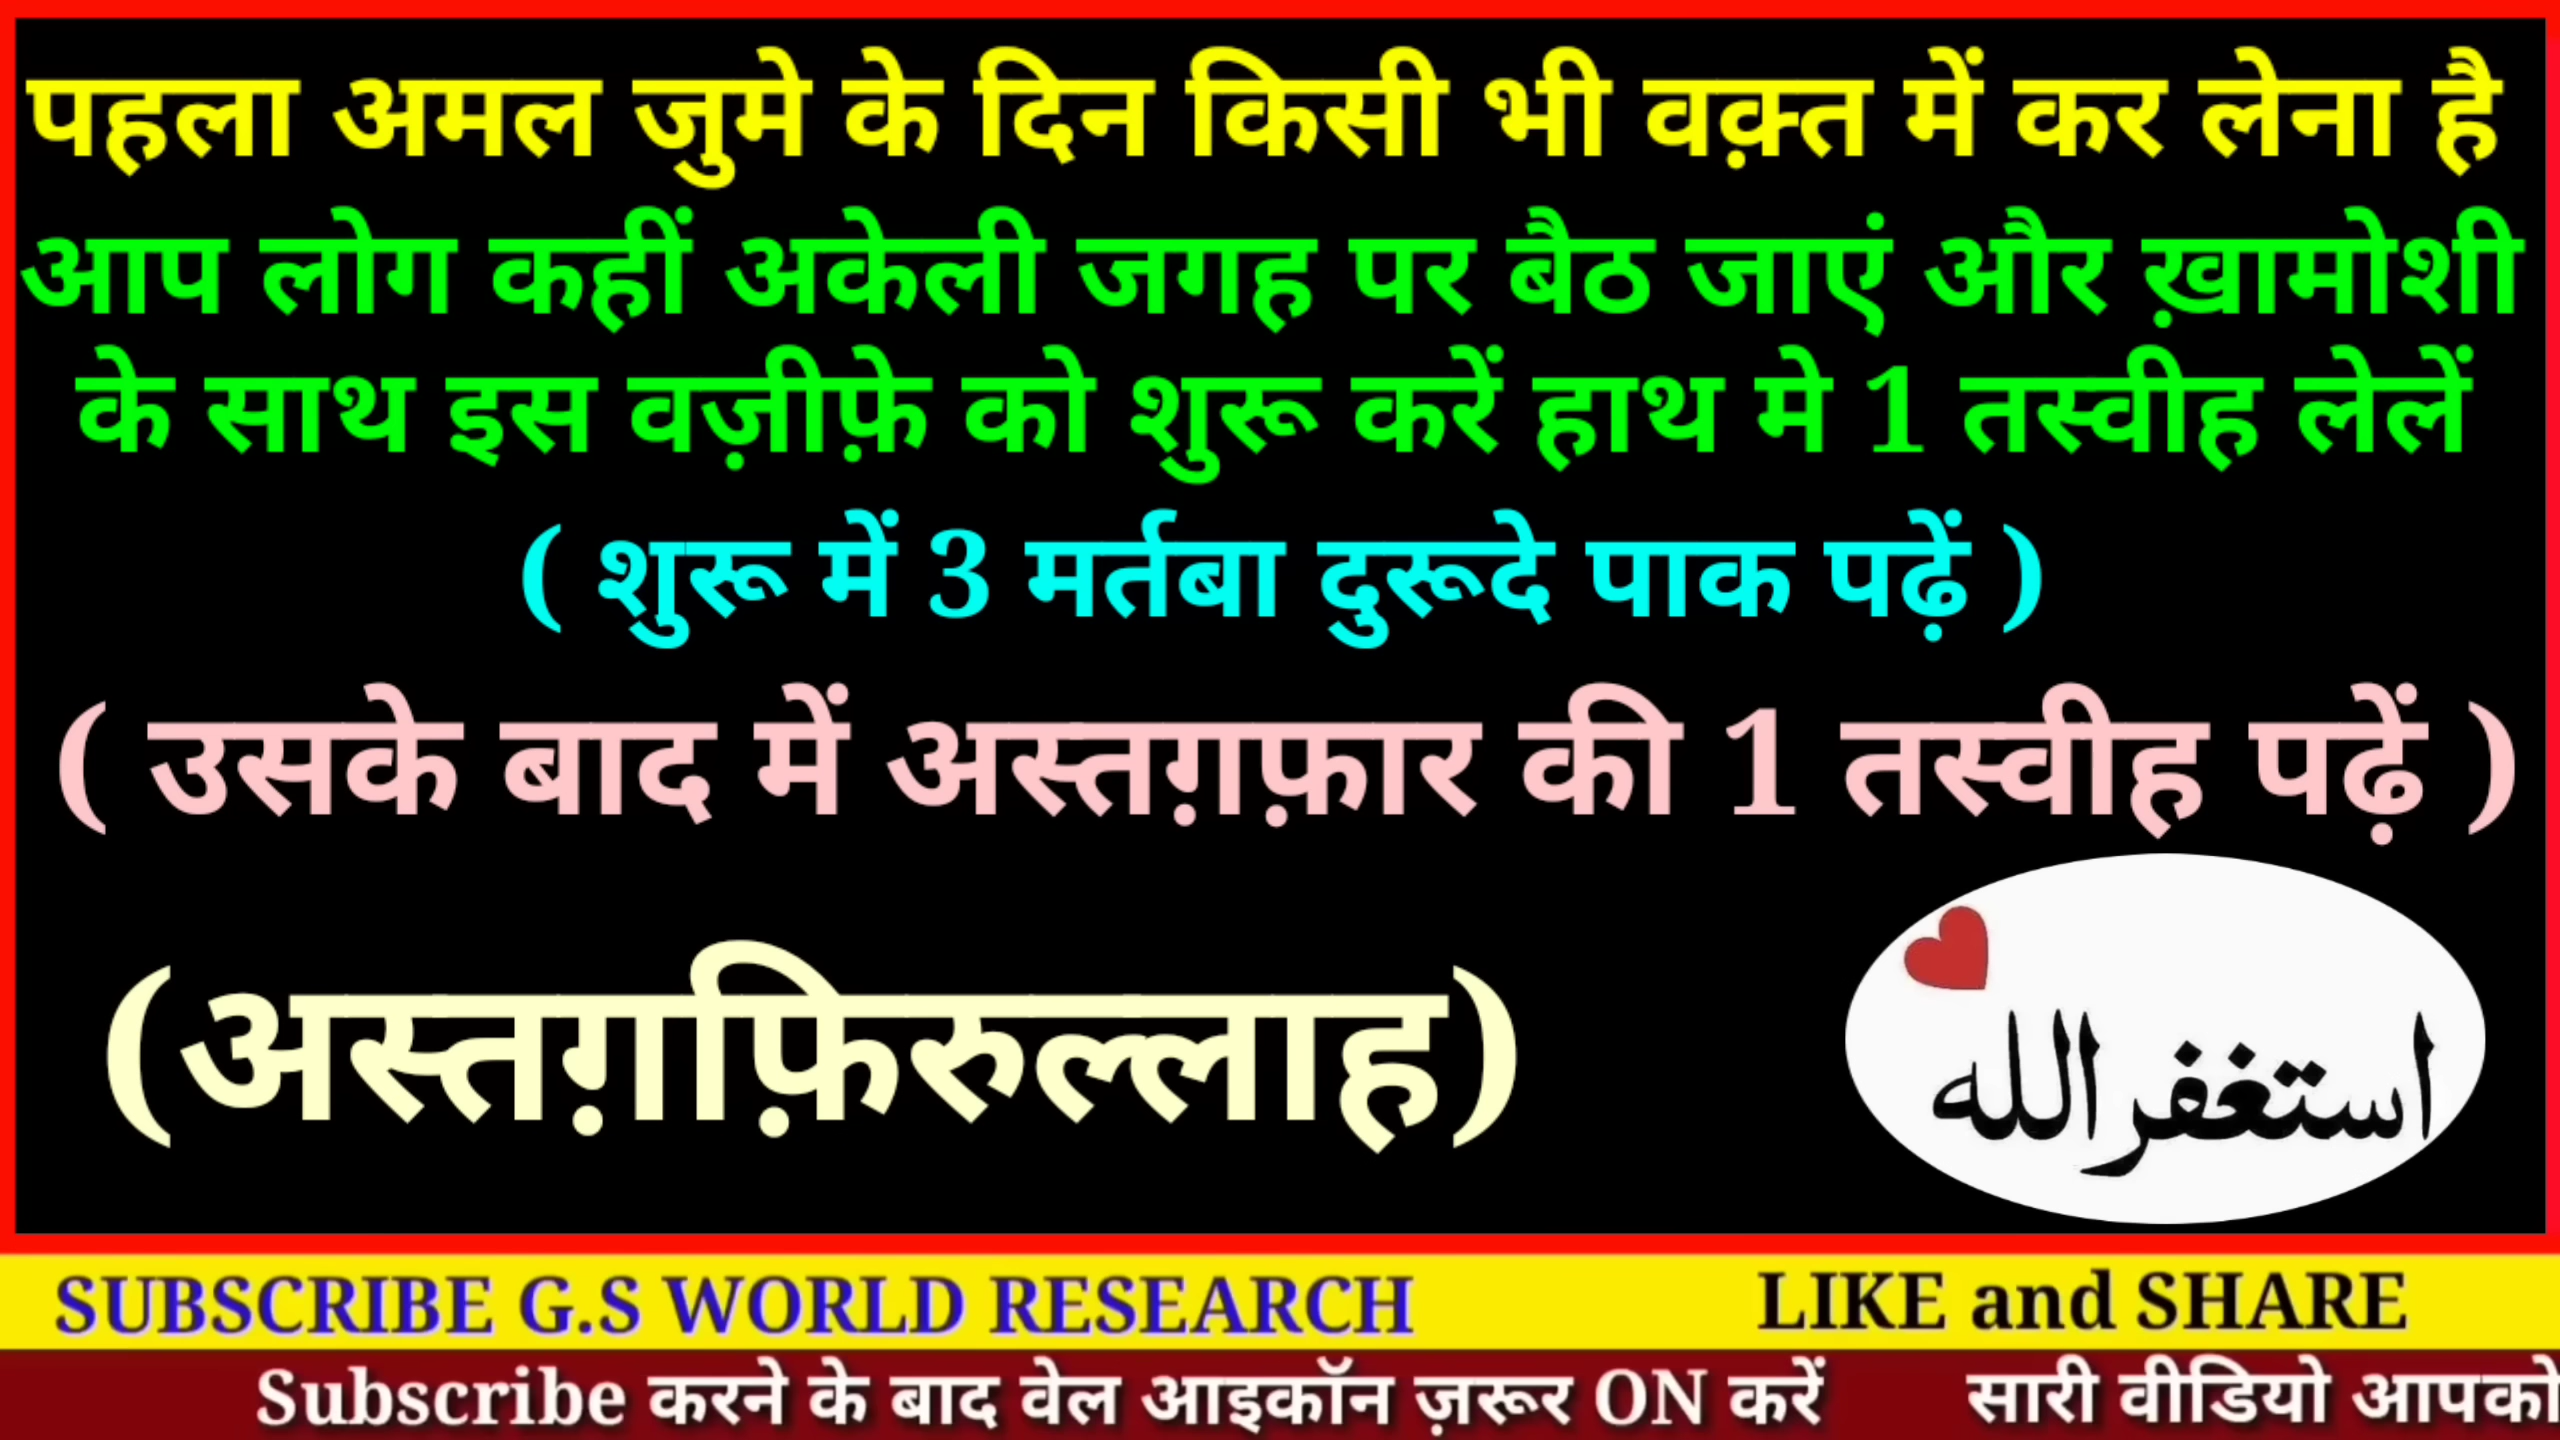 पहला अमल जुमे के दिन किसी भी वक़्त में कर लेना है
आप लोग कहीं अकेली जगह पर बैठ जाएं और ख़ामोशी
के साथ इस वज़ीफ़े को शुरू करें हाथ मे 1 तस्वीह लेलें
( शुरू में 3 मर्तबा दुरूदे पाक पढ़ें )
( उसके बाद में अस्तग़फ़ार की 1 तस्वीह पढ़ें )
(अस्तग़फ़िरुल्लाह)
استغفرالله
SUBSCRIBE G.S WORLD RESEARCH LIKE and SHARE
Subscribe करने के बाद वेल आइकॉन ज़रूर ON करें सारी वीडियो आपको